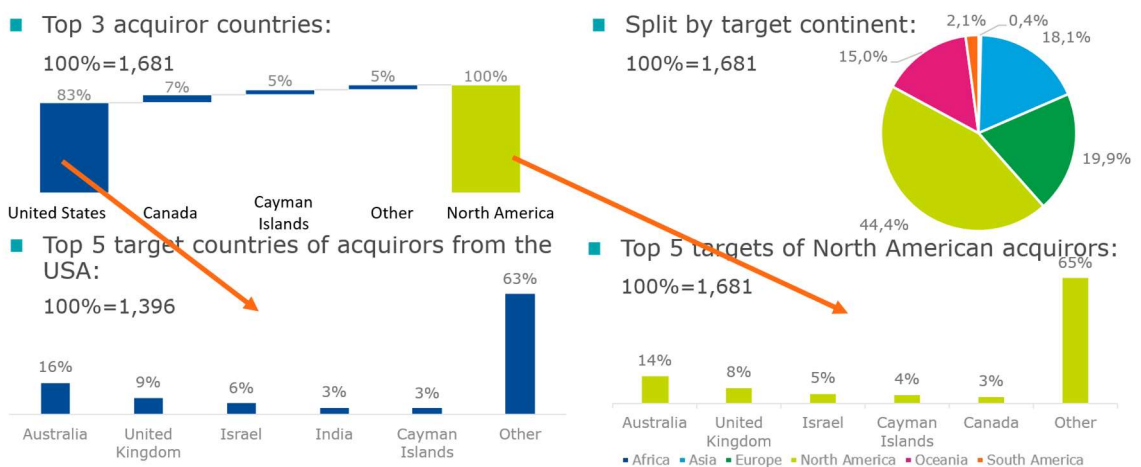 Top 3 acquiror countries:
100%=1,681
83%
7%
5%
5%
100%
United States
Canada
Cayman
Islands
Other
North America
Split by target continent:
100%=1,681
2,1%
0,4%
18,1%
15,0%
19,9%
44,4%
Top 5 target countries of acquirors from the
USA:
100%=1,396
16%
9%
6%
3%
3%
63%
Australia
United
Kingdom
Israel
India
Cayman
Islands
Other
Top 5 targets of North American acquirors:
100%=1,681
14%
8%
5%
4%
3%
65%
Australia
United
Kingdom
Israel
Cayman
Islands
Canada
Other
Africa Asia Europe North America Oceania South America